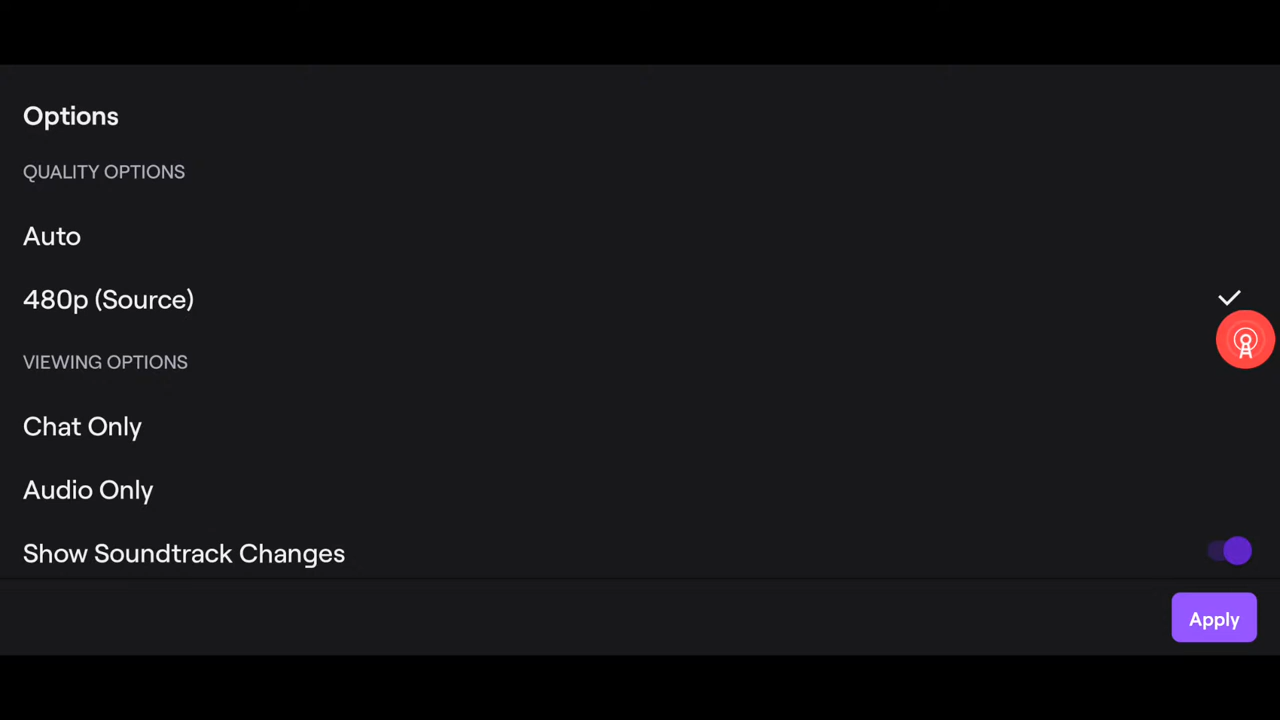 Options
QUALITY OPTIONS
Auto
480p (Source)
VIEWING OPTIONS
Chat Only
Audio Only
Show Soundtrack Changes
Apply